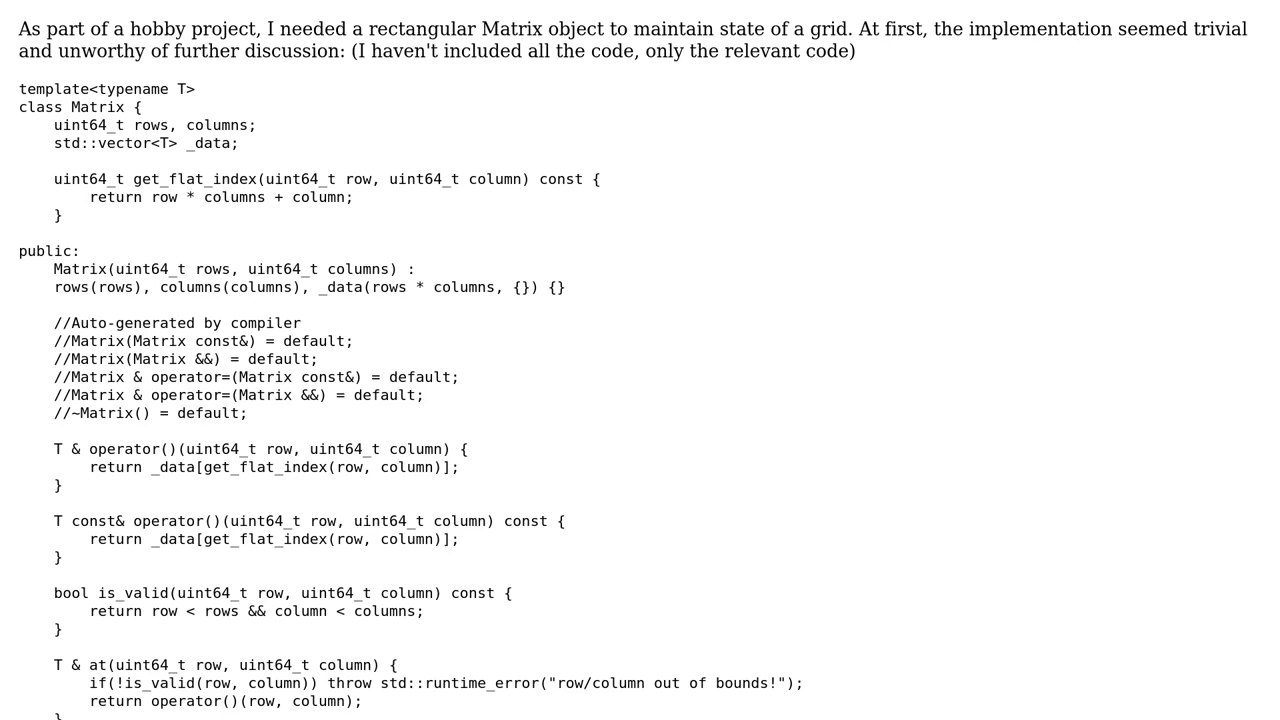 As part of a hobby project, I needed a rectangular Matrix object to maintain state of a grid. At first, the implementation seemed trivial
and unworthy of further discussion: (I haven't included all the code, only the relevant code)
template<typename T>
class Matrix {
    uint64_t rows, columns;
    std::vector<T> _data;
    uint64_t get_flat_index(uint64_t row, uint64_t column) const {
        return row * columns + column;
    }
public:
    Matrix(uint64_t rows, uint64_t columns) :
    rows(rows), columns(columns), _data(rows * columns, {}) {}
    //Auto-generated by compiler
    //Matrix(Matrix const&) = default;
    //Matrix(Matrix &&) = default;
    //Matrix & operator=(Matrix const&) = default;
    //Matrix & operator=(Matrix &&) = default;
    //~Matrix() = default;
    T & operator()(uint64_t row, uint64_t column) {
        return _data[get_flat_index(row, column)];
    }
    T const& operator()(uint64_t row, uint64_t column) const {
        return _data[get_flat_index(row, column)];
    }
    bool is_valid(uint64_t row, uint64_t column) const {
        return row < rows && column < columns;
    }
    T & at(uint64_t row, uint64_t column) {
        if(!is_valid(row, column)) throw std::runtime_error("row/column out of bounds!");
        return operator()(row, column);
    }